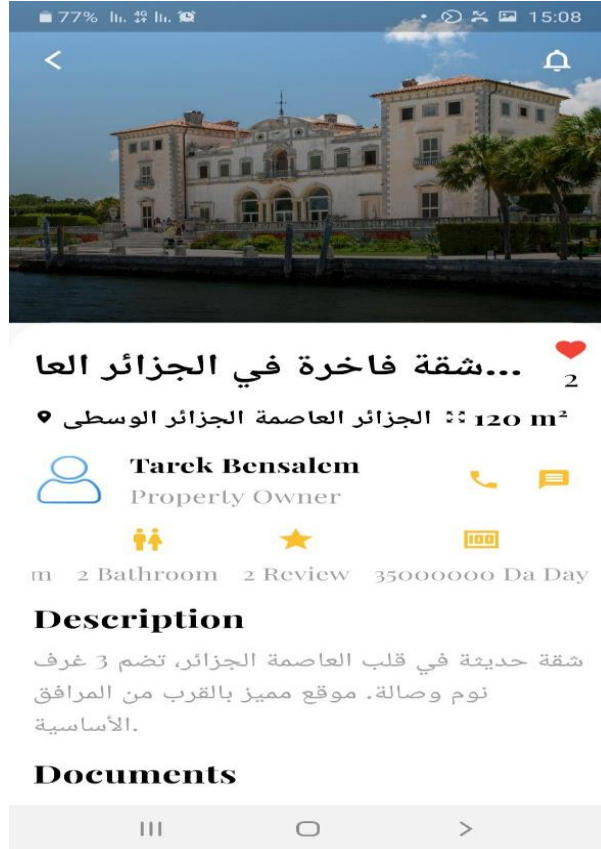 77% 4G 15:08
شقة فاخرة في الجزائر العا...
2
الجزائر العاصمة الجزائر الوسطى 120 m²
Tarek Bensalem
Property Owner
100
m 2 Bathroom 2 Review 35000000 Da Day
Description
شقة حديثة في قلب العاصمة الجزائر، تضم 3 غرف
نوم وصالة. موقع مميز بالقرب من المرافق
الأساسية.
Documents